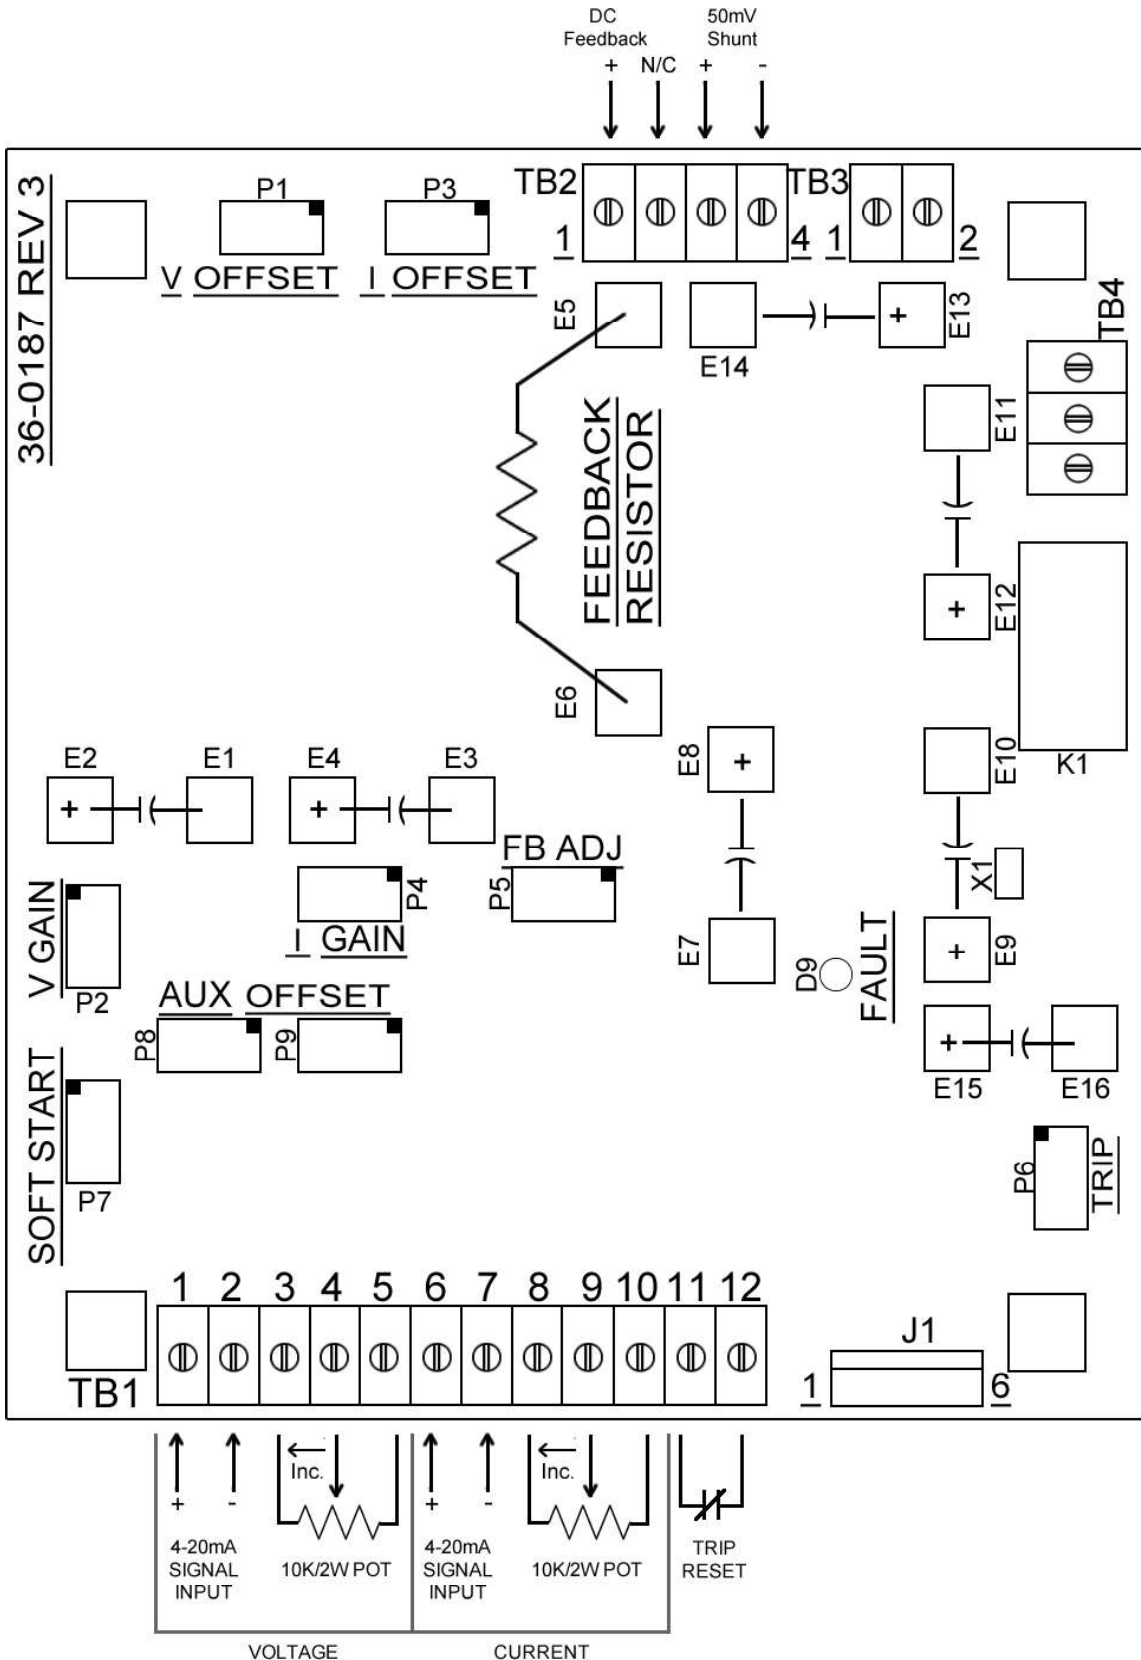 DC
Feedback
50mV
Shunt
+ N/C + -
36-0187 REV 3
P1
V OFFSET
P3
I OFFSET
TB2
1
4
TB3
1
2
E5
E14
E13
TB4
FEEDBACK
RESISTOR
E11
+
E12
+
E6
K1
E2
+
E1
E4
+
E3
E8
+
E10
FB ADJ
P5
P4
I GAIN
X1
V GAIN
P2
E7
D9
FAULT
E9
+
AUX OFFSET
P8
P9
E15
+
E16
SOFT START
P7
P6
TRIP
1 2 3 4 5 6 7 8 9 10 11 12
TB1
J1
1
6
+ -
Inc.
+ -
Inc.
4-20mA
SIGNAL
INPUT
10K/2W POT
4-20mA
SIGNAL
INPUT
10K/2W POT
TRIP
RESET
VOLTAGE
CURRENT